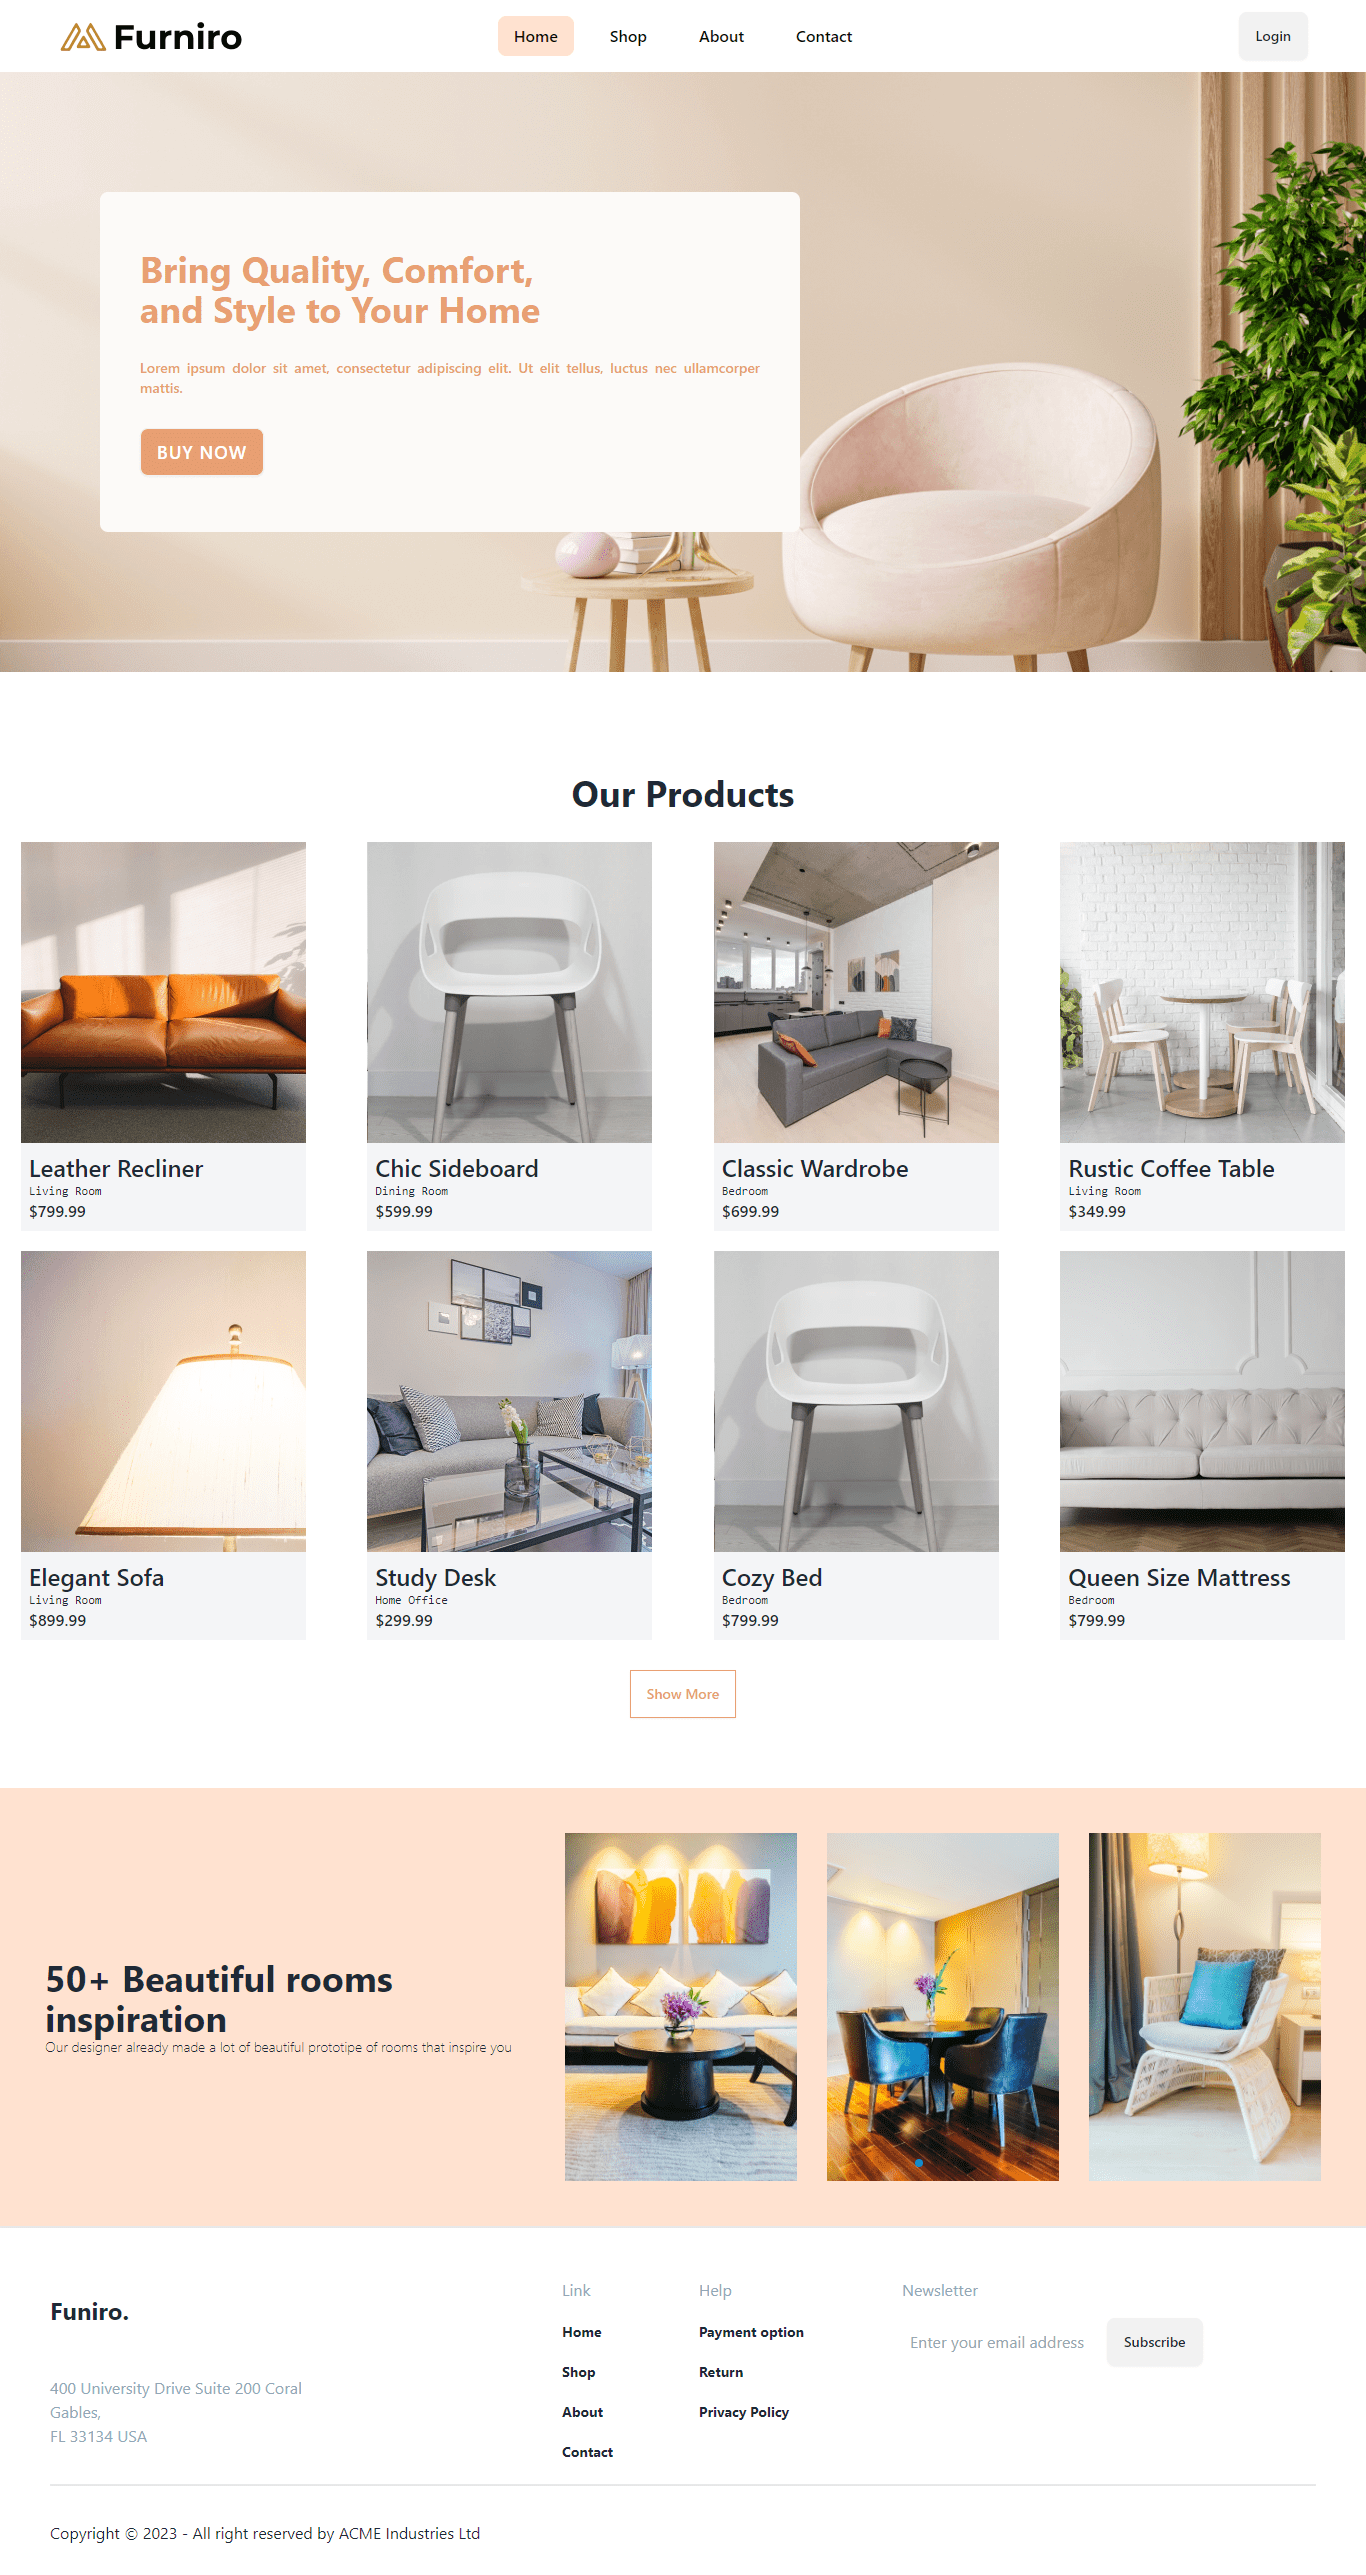 Furniro
Home
Shop
About
Contact
Login
Bring Quality, Comfort,
and Style to Your Home
Lorem ipsum dolor sit amet, consectetur adipiscing elit. Ut elit tellus, luctus nec ullamcorper
mattis.
BUY NOW
Our Products
Leather Recliner
Living Room
$799.99
Chic Sideboard
Dining Room
$599.99
Classic Wardrobe
Bedroom
$699.99
Rustic Coffee Table
Living Room
$349.99
Elegant Sofa
Living Room
$899.99
Study Desk
Home Office
$299.99
Cozy Bed
Bedroom
$799.99
Queen Size Mattress
Bedroom
$799.99
Show More
50+ Beautiful rooms
inspiration
Our designer already made a lot of beautiful prototipe of rooms that inspire you
Funiro.
400 University Drive Suite 200 Coral
Gables,
FL 33134 USA
Link
Home
Shop
About
Contact
Help
Payment option
Return
Privacy Policy
Newsletter
Enter your email address
Subscribe
Copyright © 2023 - All right reserved by ACME Industries Ltd